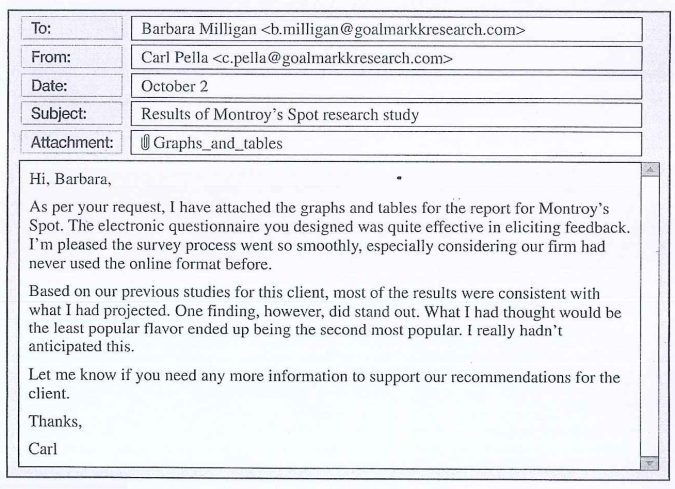 To: Barbara Milligan <b.milligan@goalmarkkresearch.com>
From: Carl Pella <c.pella@goalmarkkresearch.com>
Date: October 2
Subject: Results of Montroy's Spot research study
Attachment: Graphs_and_tables
Hi, Barbara,
As per your request, I have attached the graphs and tables for the report for Montroy's
Spot. The electronic questionnaire you designed was quite effective in eliciting feedback.
I'm pleased the survey process went so smoothly, especially considering our firm had
never used the online format before.
Based on our previous studies for this client, most of the results were consistent with
what I had projected. One finding, however, did stand out. What I had thought would be
the least popular flavor ended up being the second most popular. I really hadn't
anticipated this.
Let me know if you need any more information to support our recommendations for the
client.
Thanks,
Carl